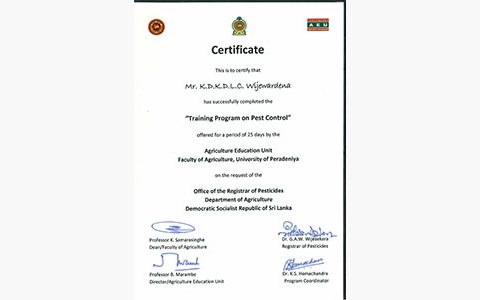 AEU
Certificate
This is to certify that
Mr. K.D.K.D.L.C. Wijewardena
has successfully completed the
"Training Program on Pest Control"
offered for a period of 25 days by the
Agriculture Education Unit
Faculty of Agriculture, University of Peradeniya
on the request of the
Office of the Registrar of Pesticides
Department of Agriculture
Democratic Socialist Republic of Sri Lanka
Professor K. Samarasinghe
Dean/Faculty of Agriculture
Dr. G.A.W. Wijesekara
Registrar of Pesticides
Professor B. Marambe
Director/Agriculture Education Unit
Dr. K.S. Hemachandra
Program Coordinator